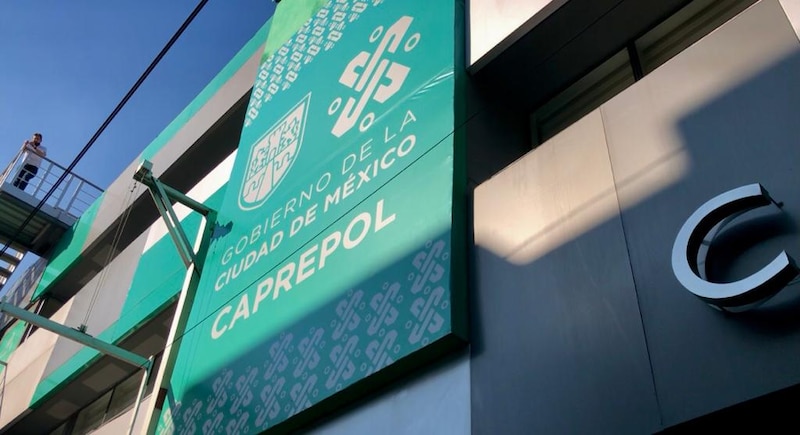 GOBIERNO DE LA
CIUDAD DE MÉXICO
CAPREPOL
C